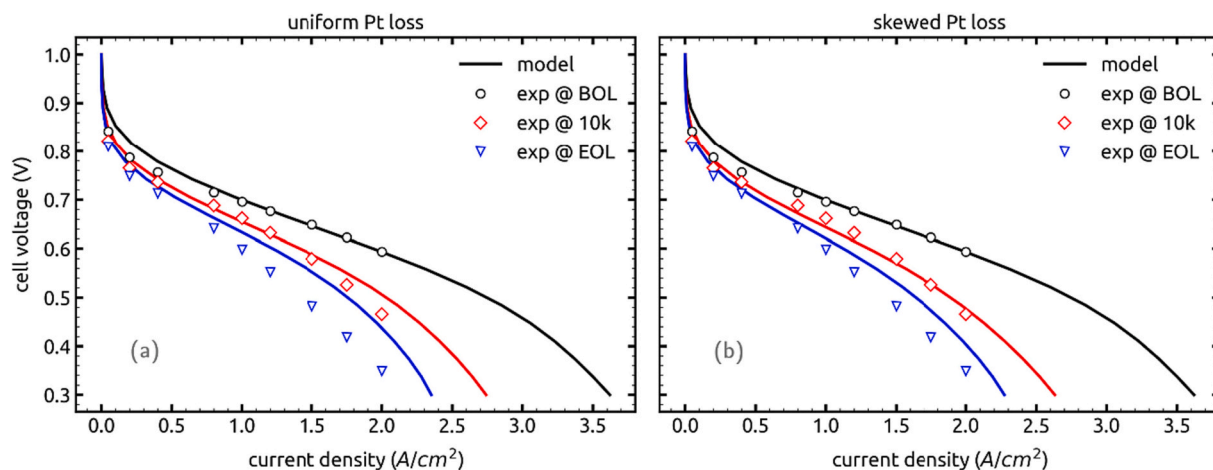 uniform Pt loss
skewed Pt loss
cell voltage (V)
1.0
0.9
0.8
0.7
0.6
0.5
0.4
0.3
model
exp @ BOL
exp @ 10k
exp @ EOL
(a)
0.0 0.5 1.0 1.5 2.0 2.5 3.0 3.5
current density (A/cm²)
model
exp @ BOL
exp @ 10k
exp @ EOL
(b)
0.0 0.5 1.0 1.5 2.0 2.5 3.0 3.5
current density (A/cm²)